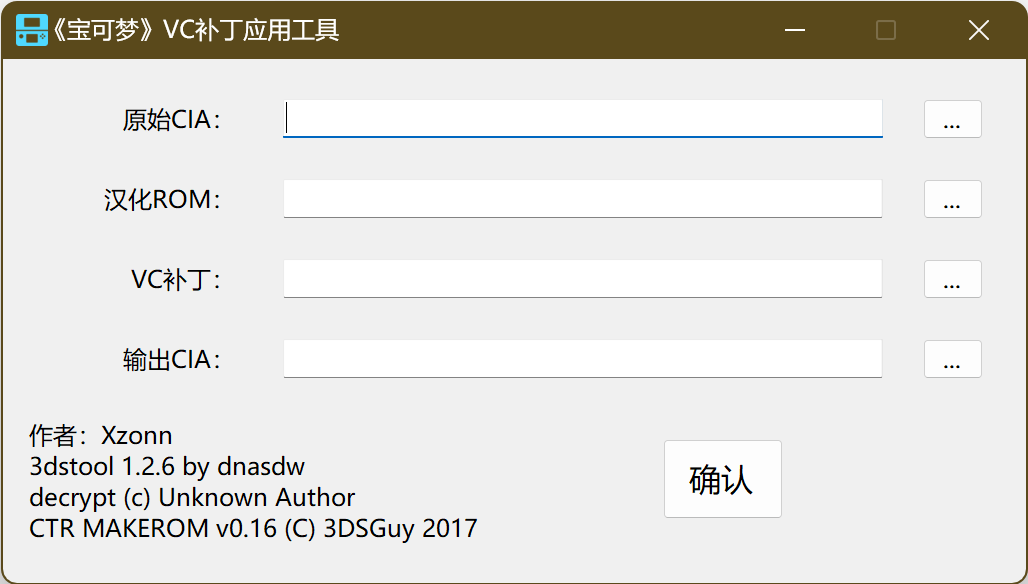 《宝可梦》VC补丁应用工具
原始CIA： ...
汉化ROM： ...
VC补丁： ...
输出CIA： ...
作者：Xzonn
3dstool 1.2.6 by dnasdw
decrypt (c) Unknown Author
CTR MAKEROM v0.16 (C) 3DSGuy 2017
确认